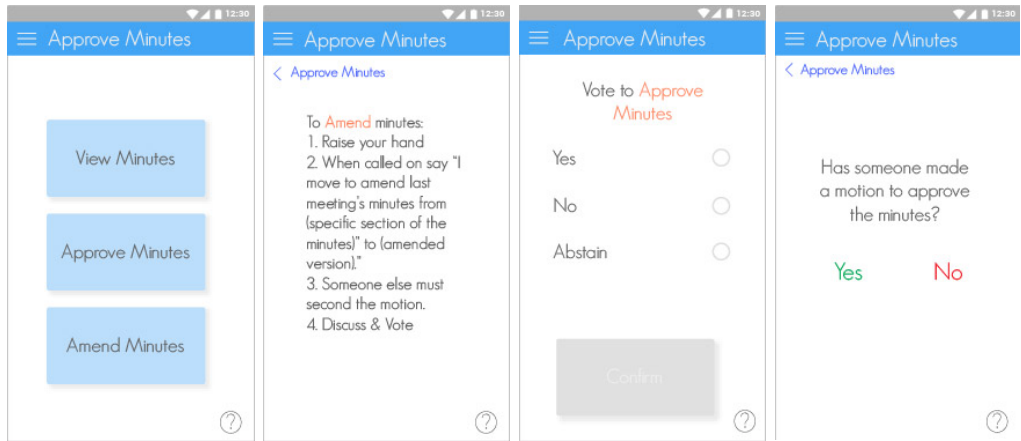 12:30
Approve Minutes
View Minutes
Approve Minutes
Amend Minutes
?
12:30
Approve Minutes
< Approve Minutes
To Amend minutes:
1. Raise your hand
2. When called on say "I
move to amend last
meeting's minutes from
(specific section of the
minutes)" to (amended
version)."
3. Someone else must
second the motion.
4. Discuss & Vote
?
12:30
Approve Minutes
Vote to Approve
Minutes
Yes
No
Abstain
Confirm
?
12:30
Approve Minutes
< Approve Minutes
Has someone made
a motion to approve
the minutes?
Yes No
?